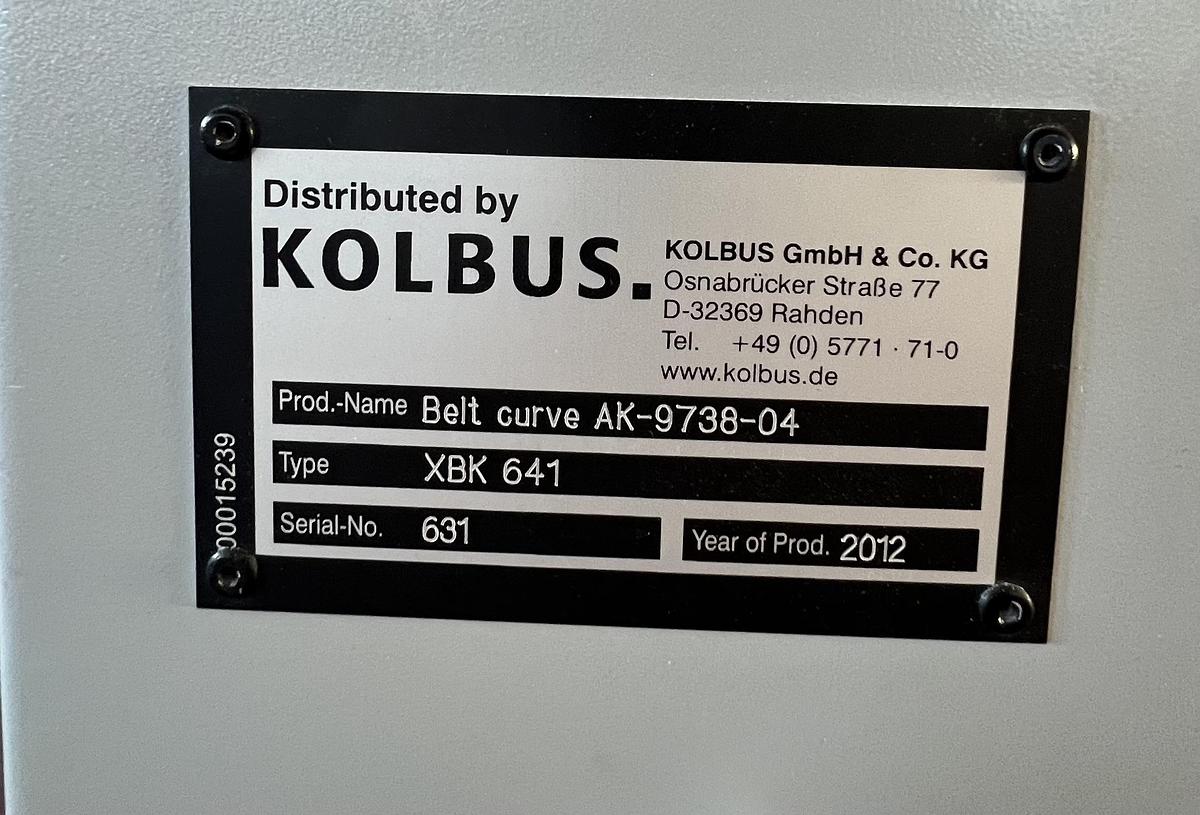 Distributed by
KOLBUS.
KOLBUS GmbH & Co. KG
Osnabrücker Straße 77
D-32369 Rahden
Tel. +49 (0) 5771 · 71-0
www.kolbus.de
Prod.-Name Belt curve AK-9738-04
Type XBK 641
Serial-No. 631
Year of Prod. 2012